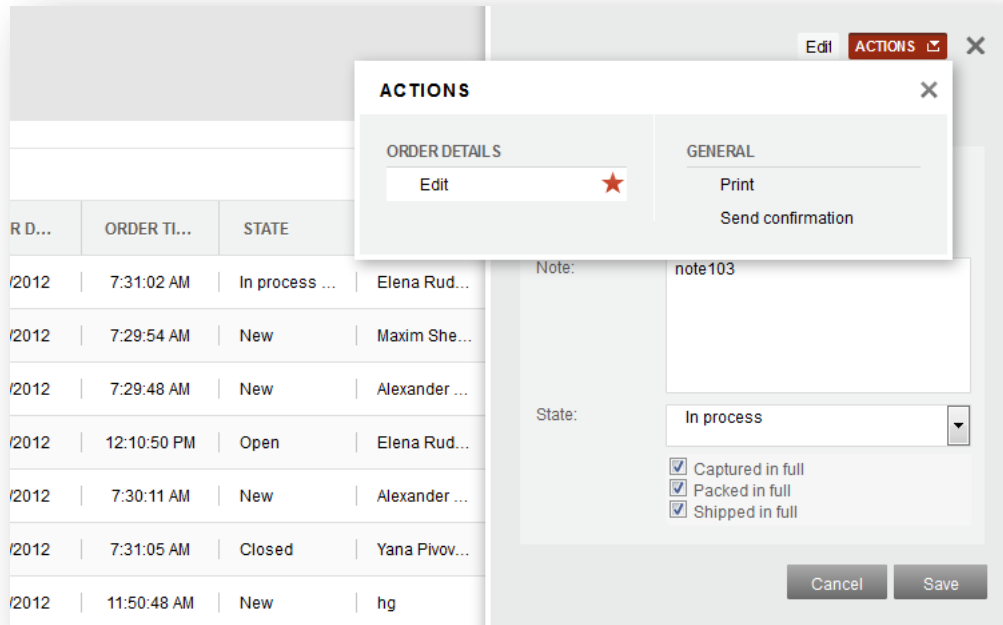 Edit ACTIONS
ACTIONS
ORDER DETAILS
Edit
GENERAL
Print
Send confirmation
R D... ORDER TI... STATE
/2012 7:31:02 AM In process ... Elena Rud...
/2012 7:29:54 AM New Maxim She...
/2012 7:29:48 AM New Alexander ...
/2012 12:10:50 PM Open Elena Rud...
/2012 7:30:11 AM New Alexander ...
/2012 7:31:05 AM Closed Yana Pivov...
/2012 11:50:48 AM New hg
Note: note103
State: In process
Captured in full
Packed in full
Shipped in full
Cancel Save